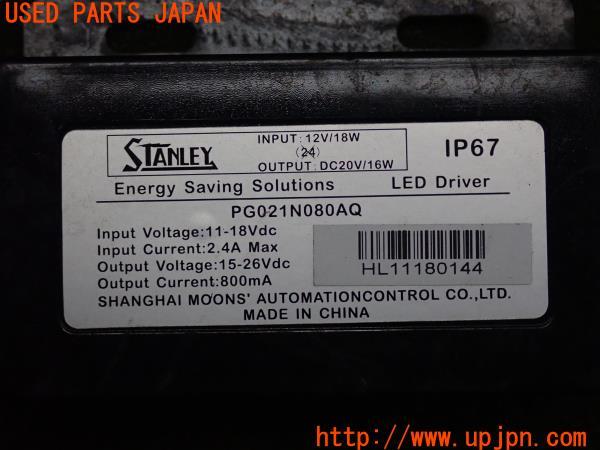 USED PARTS JAPAN
STANLEY
INPUT: 12V/18W
(24)
OUTPUT: DC20V/16W
IP67
Energy Saving Solutions
LED Driver
PG021N080AQ
Input Voltage:11-18Vdc
Input Current:2.4A Max
Output Voltage:15-26Vdc
Output Current:800mA
HL11180144
SHANGHAI MOONS' AUTOMATIONCONTROL CO.,LTD.
MADE IN CHINA
http://www.upjpn.com/